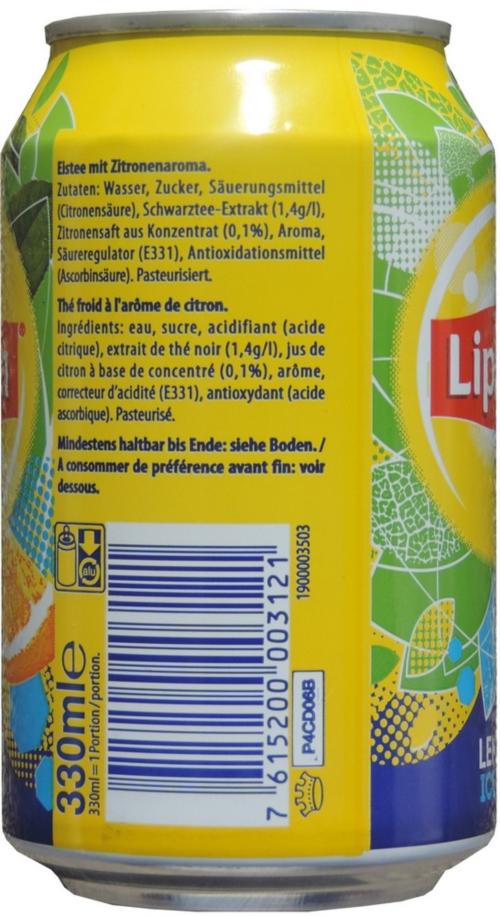 Eistee mit Zitronenaroma.
Zutaten: Wasser, Zucker, Säuerungsmittel
(Citronensäure), Schwarztee-Extrakt (1,4g/l),
Zitronensaft aus Konzentrat (0,1%), Aroma,
Säureregulator (E331), Antioxidationsmittel
(Ascorbinsäure). Pasteurisiert.
Thé froid à l'arôme de citron.
Ingrédients: eau, sucre, acidifiant (acide
citrique), extrait de thé noir (1,4g/l), jus de
citron à base de concentré (0,1%), arôme,
correcteur d'acidité (E331), antioxydant (acide
ascorbique). Pasteurisé.
Mindestens haltbar bis Ende: siehe Boden. /
A consommer de préférence avant fin: voir
dessous.
alu
330ml e
330ml = 1 Portion/portion.
7 615200 003121
1900003503
P4CD06B
Lip
LE
IC